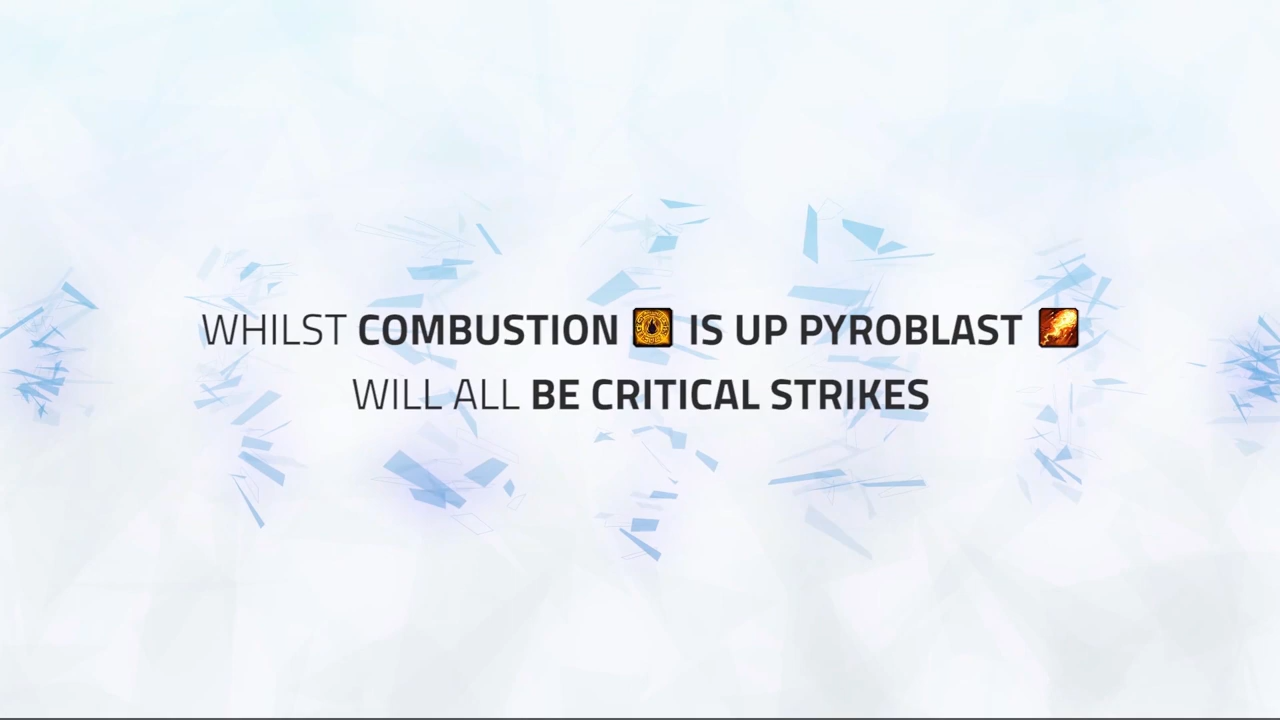 WHILST COMBUSTION IS UP PYROBLAST
WILL ALL BE CRITICAL STRIKES